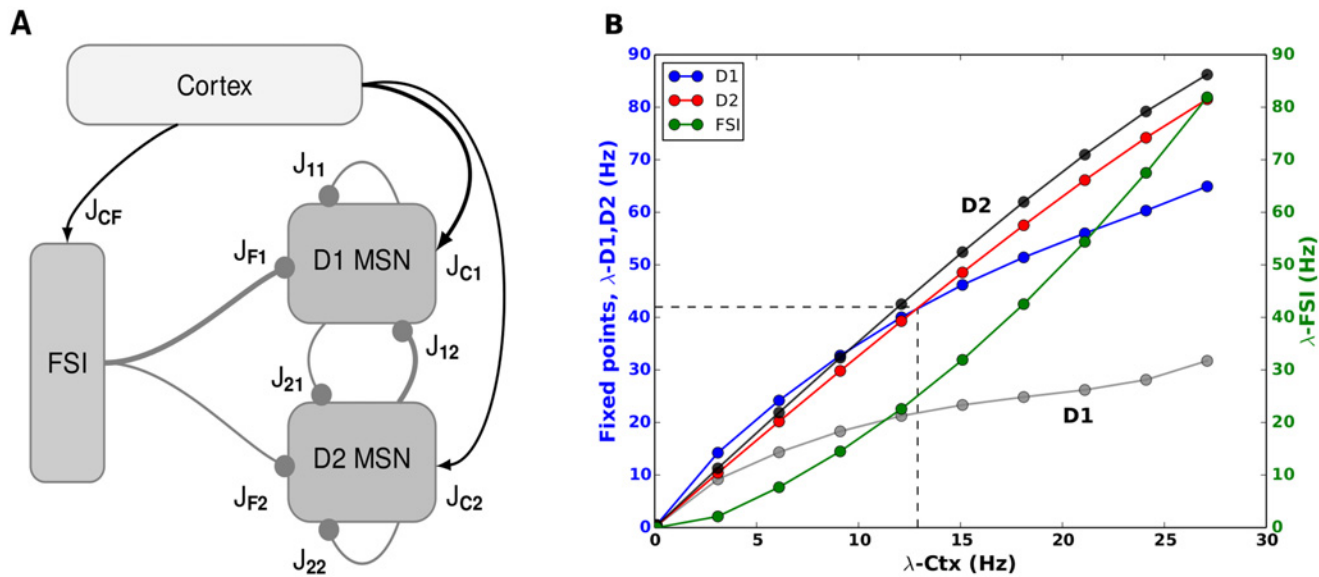 A
Cortex
J11
JCF
D1 MSN
JF1
JC1
FSI
J12
J21
D2 MSN
JF2
JC2
J22
B
90
80
70
60
50
40
30
20
10
0
Fixed points, λ-D1,D2 (Hz)
D1
D2
FSI
D2
D1
0
5
10
15
20
25
30
λ-Ctx (Hz)
90
80
70
60
50
40
30
20
10
0
λ-FSI (Hz)